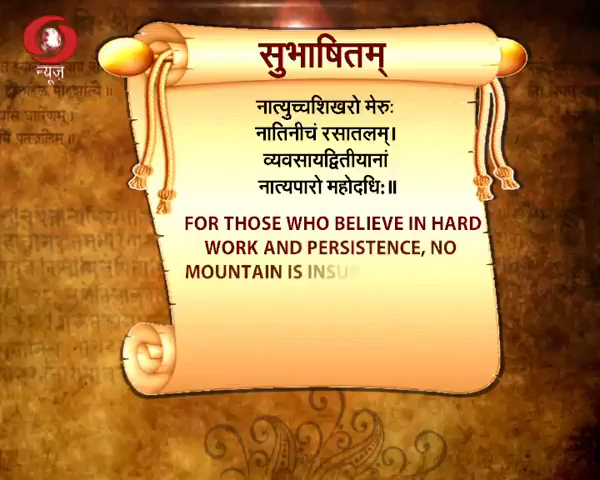 न्यूज़
सुभाषितम्
नात्युच्चशिखरो मेरुः
नातिनीचं रसातलम्।
व्यवसायद्वितीयानां
नात्यपारो महोदधि:॥
FOR THOSE WHO BELIEVE IN HARD
WORK AND PERSISTENCE, NO
MOUNTAIN IS INSU